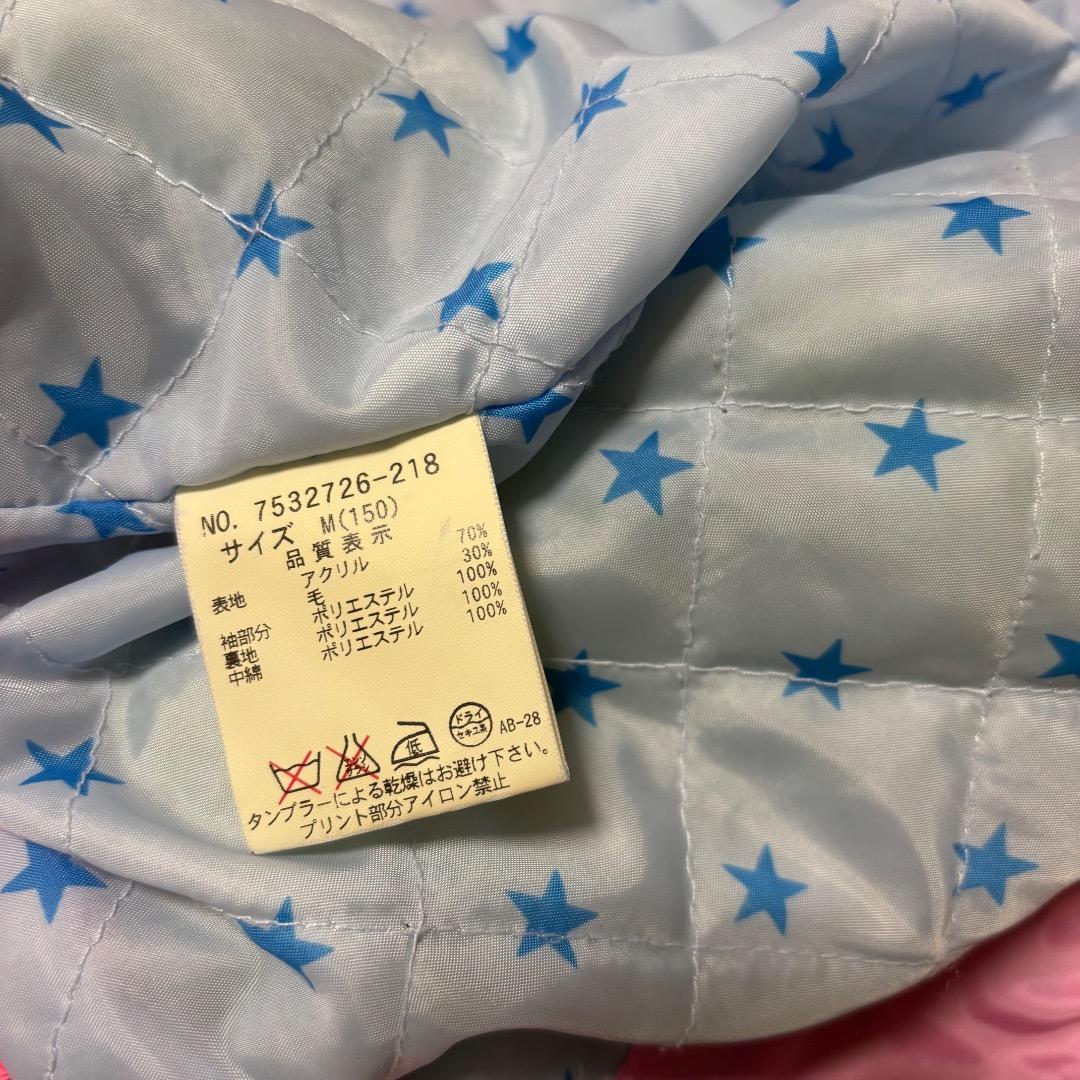 NO. 7532726-218
サイズ M(150)
品質表示
表地 アクリル 70%
毛 30%
袖部分 ポリエステル 100%
裏地 ポリエステル 100%
中綿 ポリエステル 100%
低 ドライ セキユ系 AB-28
タンブラーによる乾燥はお避け下さい。
プリント部分アイロン禁止